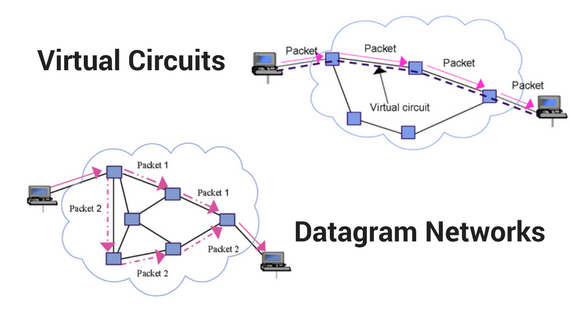 Virtual Circuits
Packet
Packet
Packet
Packet
Virtual circuit
Packet 1
Packet 1
Packet 2
Packet 2
Packet 2
Datagram Networks